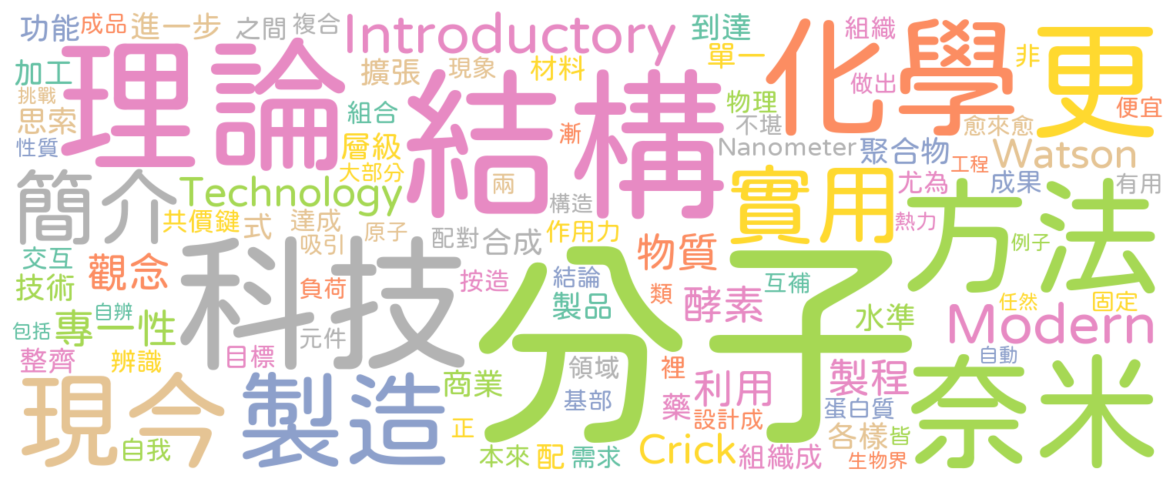 功能
成品
進一步
之間
複合
Introductory
到達
組織
非
更
加工
理論
擴張
現象
材料
單一
化學
做出
挑戰
思索
結構
物理
便宜
組合
漸
不堪
愈來愈
性質
層級
Nanometer
聚合物
工程
Watson
大部分
簡介
Technology
兩
構造
實用
尤為
成果
有用
共價鍵
式
達成
吸引
原子
配對
合成
作用力
物質
方法
熱力
例子
交互
觀念
科技
負荷
按造
結論
分子
類
酵素
互補
技術
製品
任然
固定
自辨
包括
專一性
元件
水準
Modern
整齊
辨識
目標
領域
裡
自動
現今
製造
商業
基部
利用
製程
奈米
藥
設計成
蛋白質
自我
正
各樣
皆
本來
配
需求
Crick
組織成
生物界